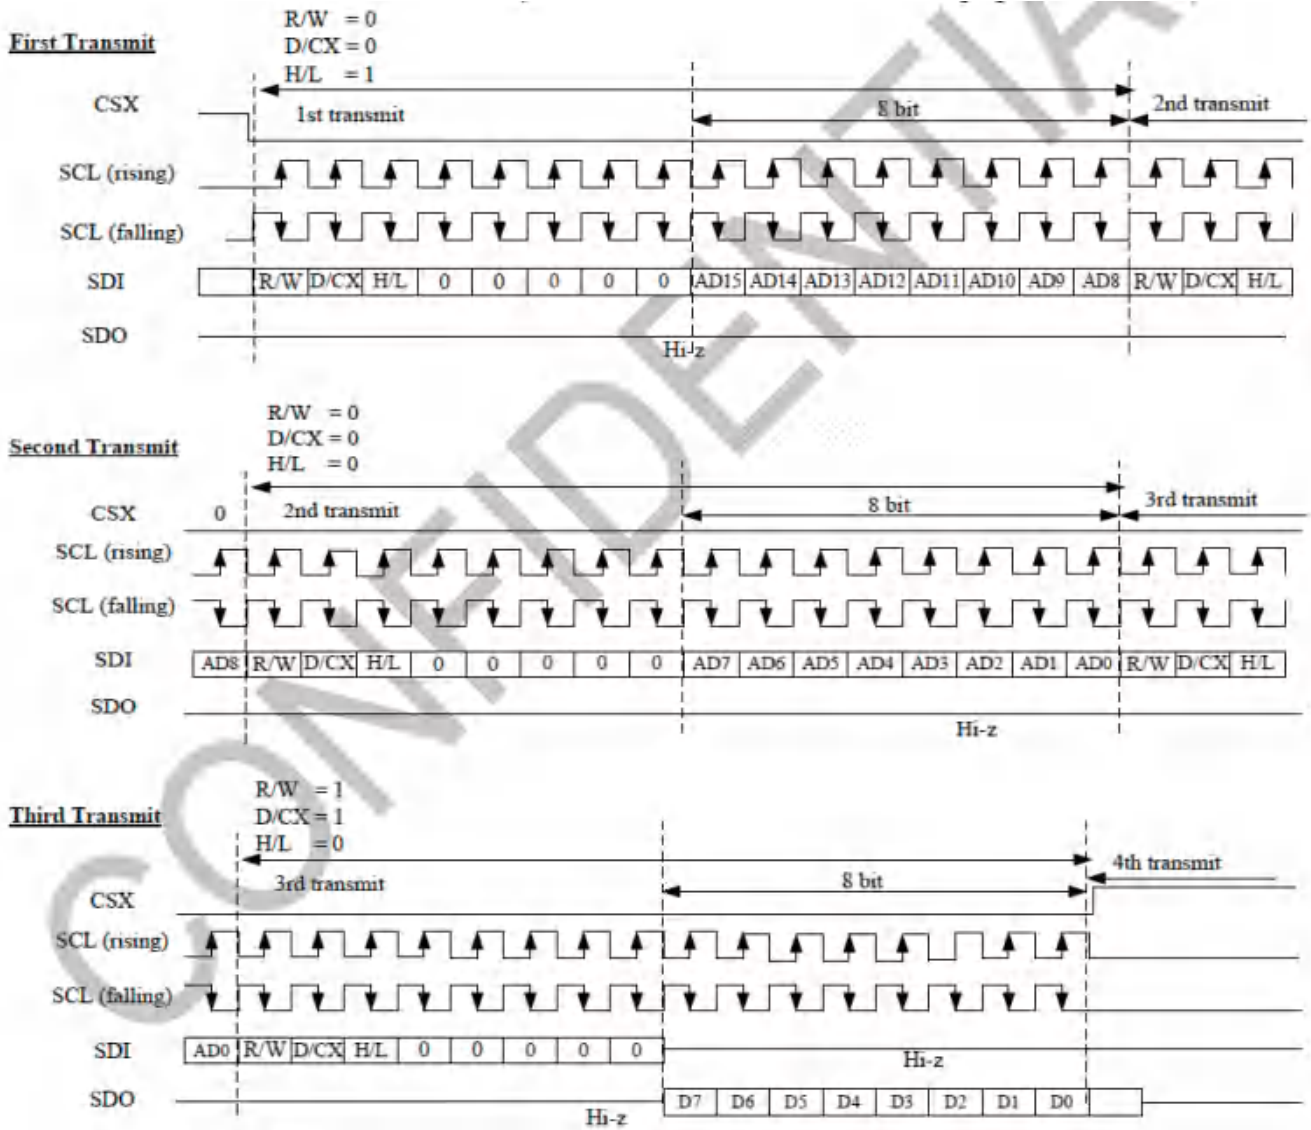 R/W = 0
First Transmit
D/CX = 0
H/L = 1
CSX
1st transmit
8 bit
2nd transmit
SCL (rising)
SCL (falling)
SDI
R/W D/CX H/L 0 0 0 0 0 AD15 AD14 AD13 AD12 AD11 AD10 AD9 AD8 R/W D/CX H/L
SDO
Hi-z
R/W = 0
Second Transmit
D/CX = 0
H/L = 0
CSX 0
2nd transmit
8 bit
3rd transmit
SCL (rising)
SCL (falling)
SDI
AD8 R/W D/CX H/L 0 0 0 0 0 AD7 AD6 AD5 AD4 AD3 AD2 AD1 AD0 R/W D/CX H/L
SDO
Hi-z
R/W = 1
Third Transmit
D/CX = 1
H/L = 0
CSX
3rd transmit
8 bit
4th transmit
SCL (rising)
SCL (falling)
SDI
AD0 R/W D/CX H/L 0 0 0 0 0
Hi-z
SDO
Hi-z
D7 D6 D5 D4 D3 D2 D1 D0
CONFIDENTIA